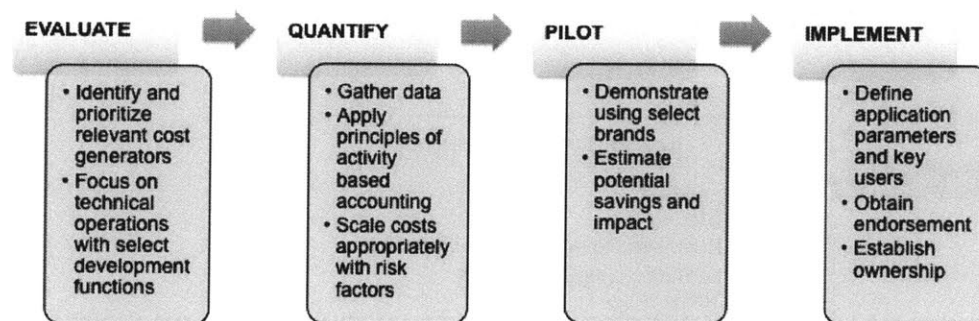 EVALUATE
• Identify and
prioritize
relevant cost
generators
• Focus on
technical
operations
with select
development
functions
QUANTIFY
• Gather data
• Apply
principles of
activity
based
accounting
• Scale costs
appropriately
with risk
factors
PILOT
• Demonstrate
using select
brands
• Estimate
potential
savings and
impact
IMPLEMENT
• Define
application
parameters
and key
users
• Obtain
endorsement
• Establish
ownership